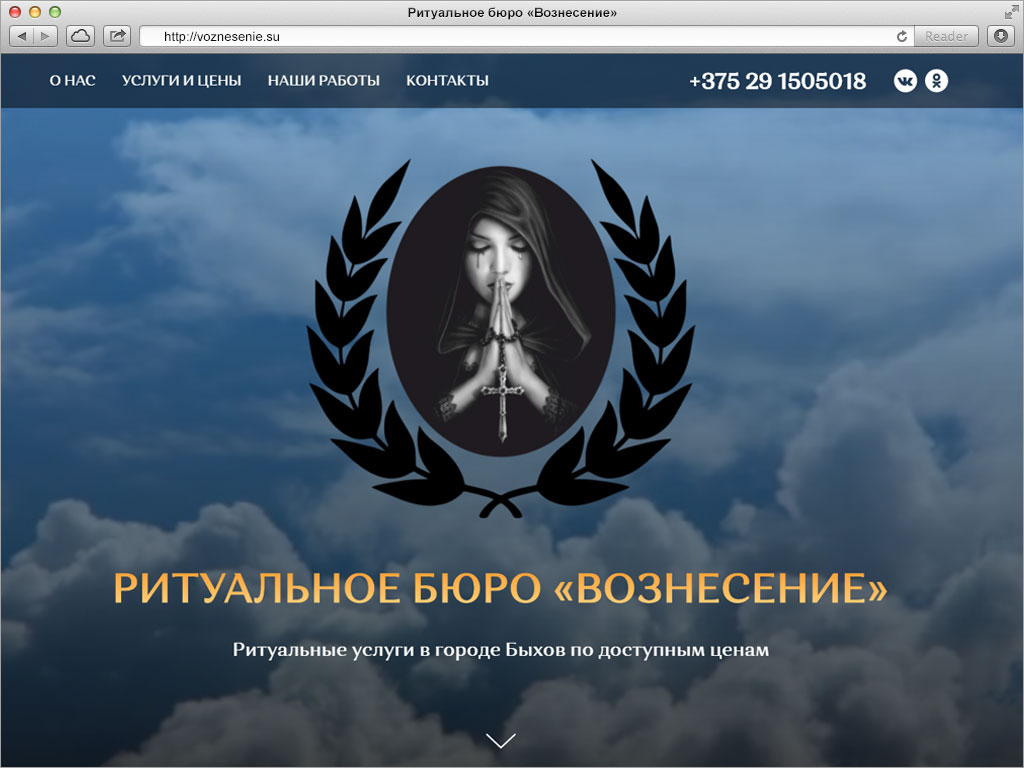 Ритуальное бюро «Вознесение»
http://voznesenie.su
Reader
О НАС УСЛУГИ И ЦЕНЫ НАШИ РАБОТЫ КОНТАКТЫ +375 29 1505018
РИТУАЛЬНОЕ БЮРО «ВОЗНЕСЕНИЕ»
Ритуальные услуги в городе Быхов по доступным ценам